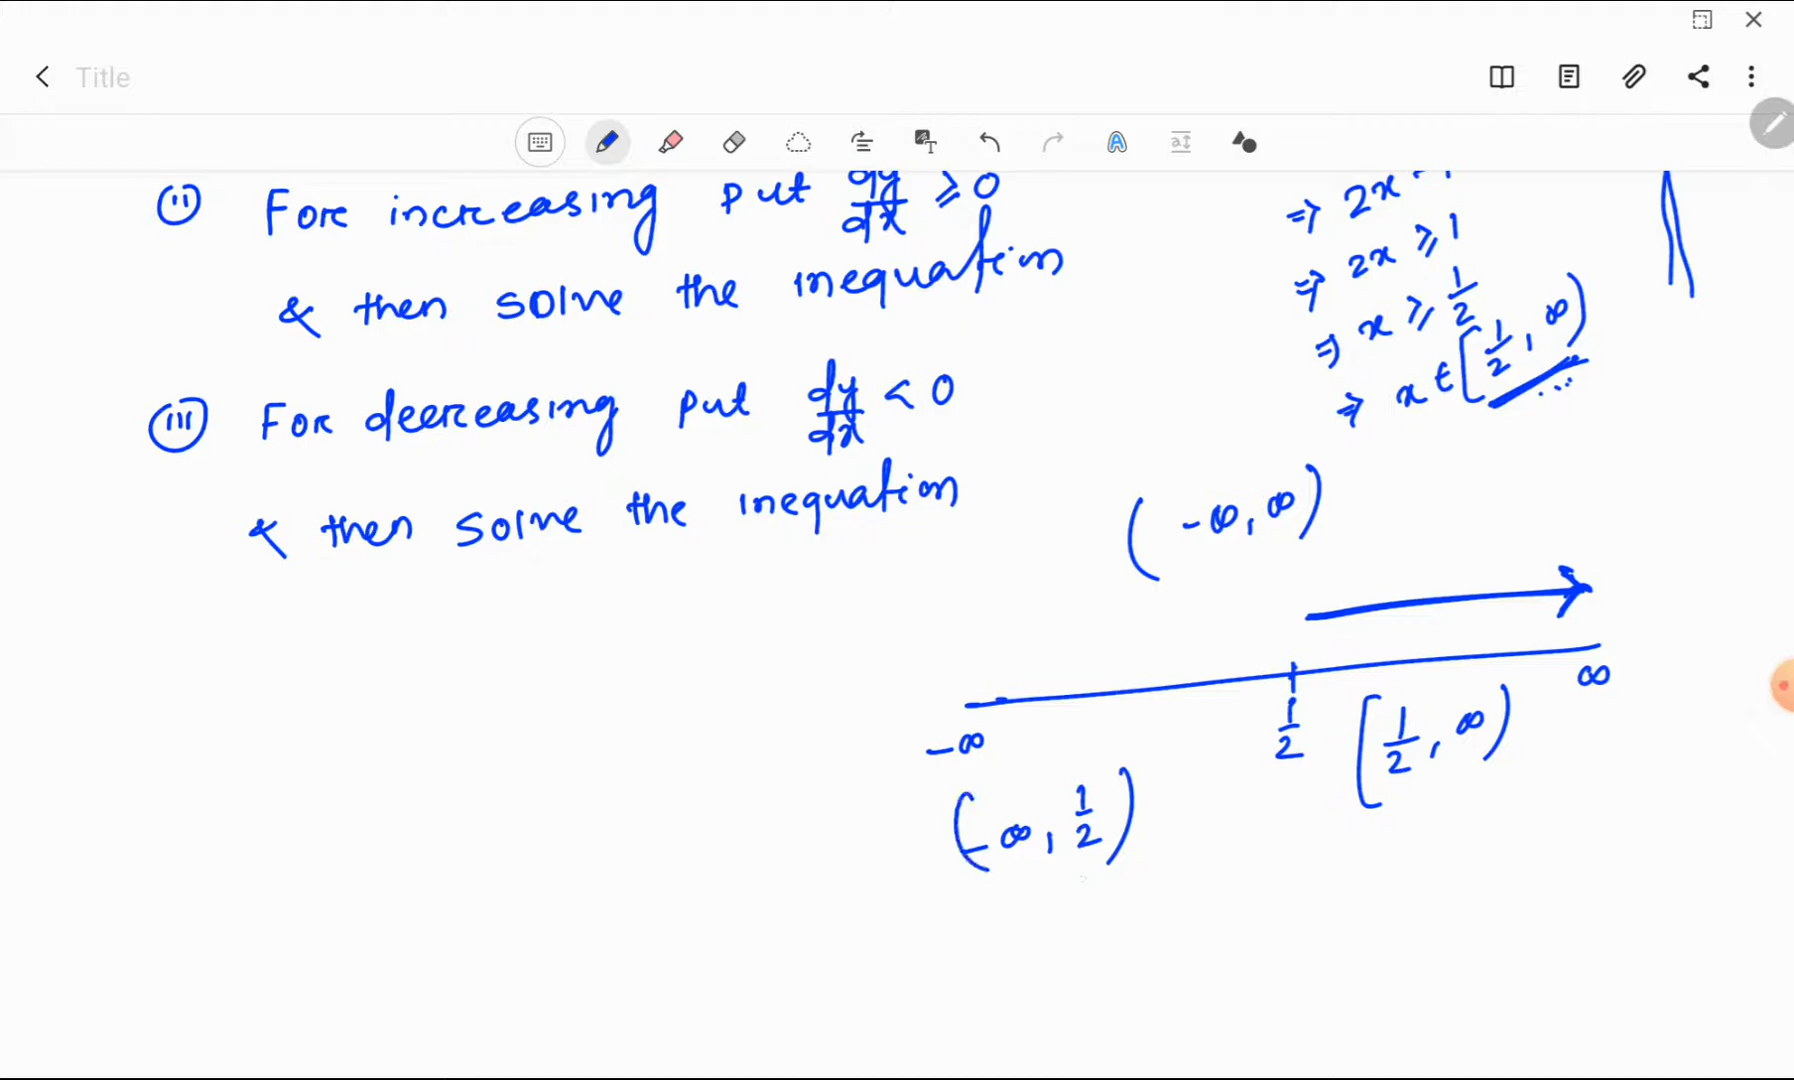 Title
(ii) For increasing put dy/dx ⩾ 0
& then solve the inequation
(iii) For decreasing put dy/dx < 0
& then solve the inequation
⇒ 2x
⇒ 2x ⩾ 1
⇒ x ⩾ 1/2
⇒ x ∈ [1/2, ∞)
(-∞, ∞)
-∞ 1/2 ∞
(-∞, 1/2) [1/2, ∞)